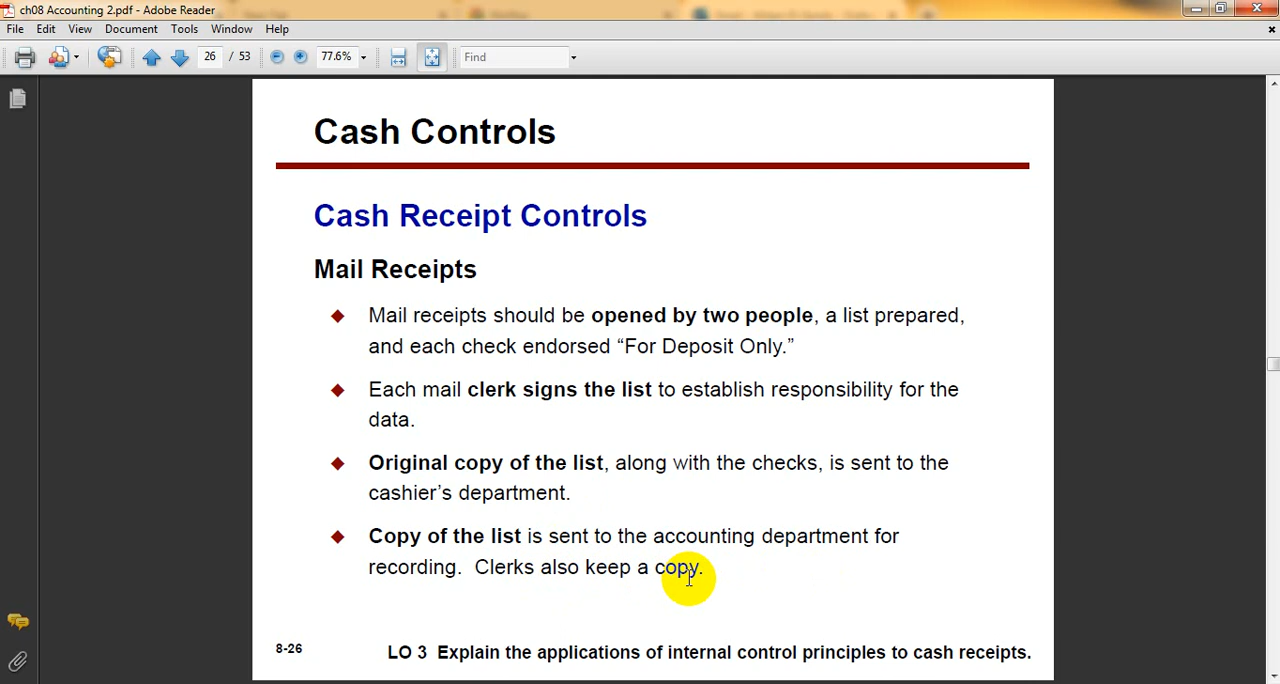 ch08 Accounting 2.pdf - Adobe Reader
File Edit View Document Tools Window Help
26 / 53 77.6% Find
Cash Controls
Cash Receipt Controls
Mail Receipts
Mail receipts should be opened by two people, a list prepared,
and each check endorsed “For Deposit Only.”
Each mail clerk signs the list to establish responsibility for the
data.
Original copy of the list, along with the checks, is sent to the
cashier’s department.
Copy of the list is sent to the accounting department for
recording. Clerks also keep a copy.
8-26
LO 3 Explain the applications of internal control principles to cash receipts.